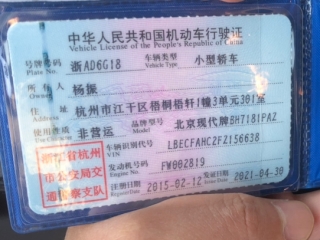 中华人民共和国机动车行驶证
Vehicle License of the People's Republic of China
号牌号码 浙AD6G18 车辆类型 小型轿车
Plate No. Vehicle Type
所有人 杨振
Owner
住址 杭州市江干区梧桐梧轩1幢3单元301室
使用性质 非营运 品牌型号 北京现代牌BH7181PAZ
车辆识别代号 LBECFAHC2FZ156638
VIN
浙江省杭州
市公安局交
通警察支队
发动机号码 FW002819
Engine No.
注册日期 2015-02-12 发证日期 2021-04-30
Register Date Issue Date